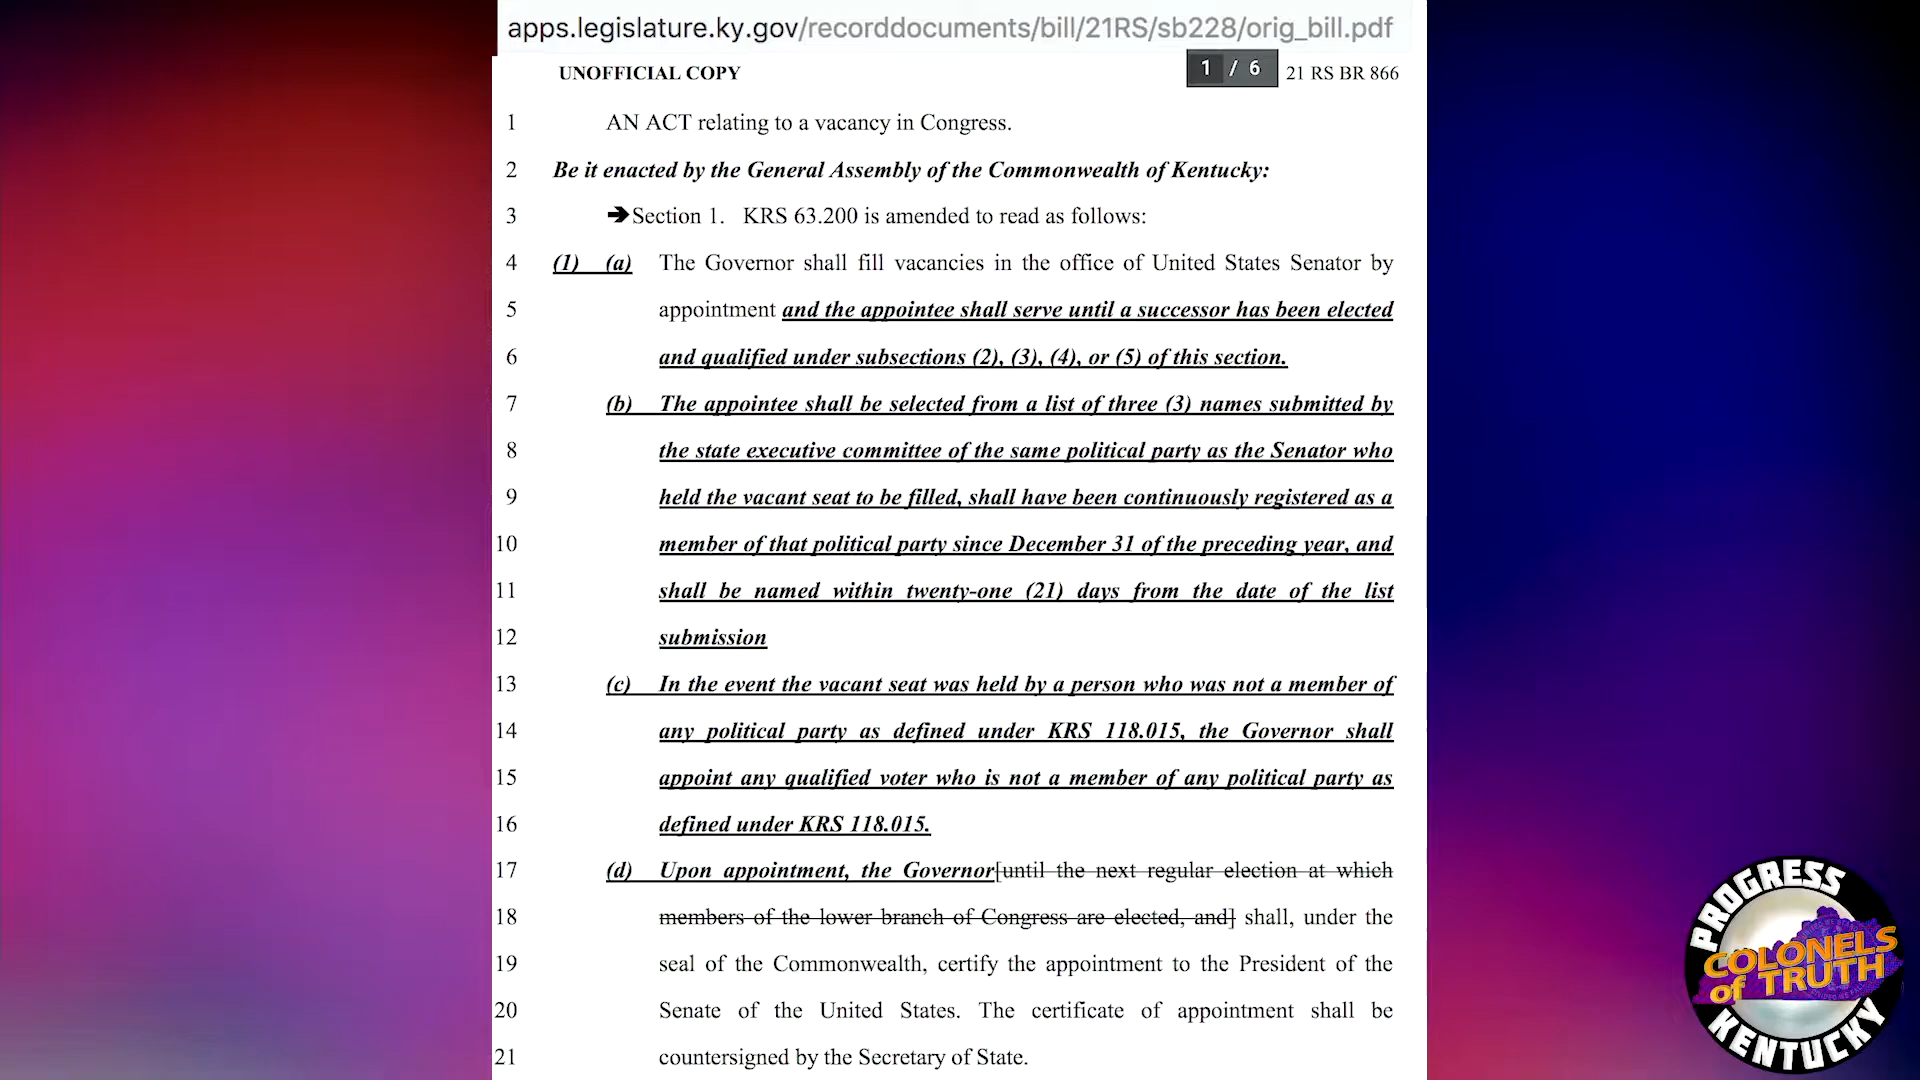 apps.legislature.ky.gov/recorddocuments/bill/21RS/sb228/orig_bill.pdf
UNOFFICIAL COPY 1 / 6 21 RS BR 866
1 AN ACT relating to a vacancy in Congress.
2 Be it enacted by the General Assembly of the Commonwealth of Kentucky:
3 ➔Section 1. KRS 63.200 is amended to read as follows:
4 (1) (a) The Governor shall fill vacancies in the office of United States Senator by
5 appointment and the appointee shall serve until a successor has been elected
6 and qualified under subsections (2), (3), (4), or (5) of this section.
7 (b) The appointee shall be selected from a list of three (3) names submitted by
8 the state executive committee of the same political party as the Senator who
9 held the vacant seat to be filled, shall have been continuously registered as a
10 member of that political party since December 31 of the preceding year, and
11 shall be named within twenty-one (21) days from the date of the list
12 submission
13 (c) In the event the vacant seat was held by a person who was not a member of
14 any political party as defined under KRS 118.015, the Governor shall
15 appoint any qualified voter who is not a member of any political party as
16 defined under KRS 118.015.
17 (d) Upon appointment, the Governor[until the next regular election at which
18 members of the lower branch of Congress are elected, and] shall, under the
19 seal of the Commonwealth, certify the appointment to the President of the
20 Senate of the United States. The certificate of appointment shall be
21 countersigned by the Secretary of State.
PROGRESS
COLONELS
of TRUTH
KENTUCKY